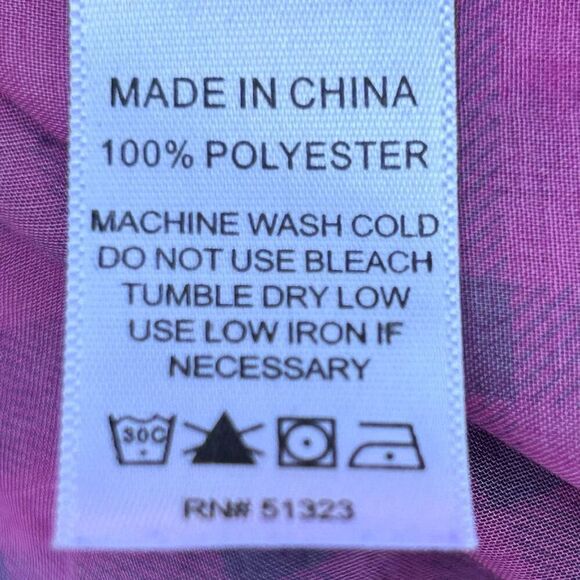 MADE IN CHINA
100% POLYESTER
MACHINE WASH COLD
DO NOT USE BLEACH
TUMBLE DRY LOW
USE LOW IRON IF
NECESSARY
30C
RN# 51323